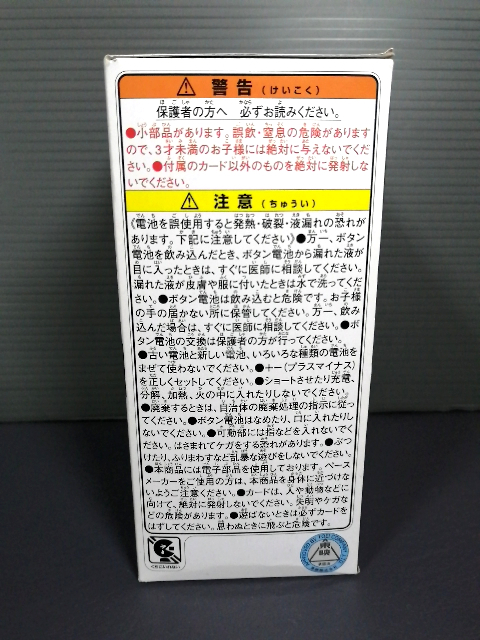 ⚠ 警告（けいこく）
保護者の方へ　必ずお読みください。
●小部品があります。誤飲・窒息の危険がありますので、3才未満のお子様には絶対に与えないでください。●付属のカード以外のものを絶対に発射しないでください。
⚠ 注意（ちゅうい）
《電池を誤使用すると発熱・破裂・液漏れの恐れが
あります。下記に注意してください》●万一、ボタン
電池を飲み込んだとき、ボタン電池から漏れた液が
目に入ったときは、すぐに医師に相談してください。
漏れた液が皮膚や服に付いたときは水で洗ってくだ
さい。●ボタン電池は飲み込むと危険です。お子様
の手の届かない所に保管してください。万一、飲み
込んだ場合は、すぐに医師に相談してください。●ボ
タン電池の交換は保護者の方が行ってください。
●古い電池と新しい電池、いろいろな種類の電池を
まぜて使わないでください。●＋ー（プラスマイナス）
を正しくセットしてください。●ショートさせたり充電、
分解、加熱、火の中に入れたりしないでください。
●廃棄するときは、自治体の廃棄処理の指示に従っ
てください。●ボタン電池はなめたり、口に入れたりし
ないでください。●可動部には指などを入れないでく
ださい。はさまれてケガをする恐れがあります。●ぶつ
けたり、ふりまわすなど乱暴な遊びをしないでください。
●本商品には電子部品を使用しております。ペース
メーカーをご使用の方は、本商品を身体に近づけな
いようご注意ください。●カードは、人や動物などに
向けて、絶対に発射しないでください。失明やケガな
どの危険があります。●遊ばないときは必ずカードを
はずしてください。思わぬときに飛ぶと危険です。